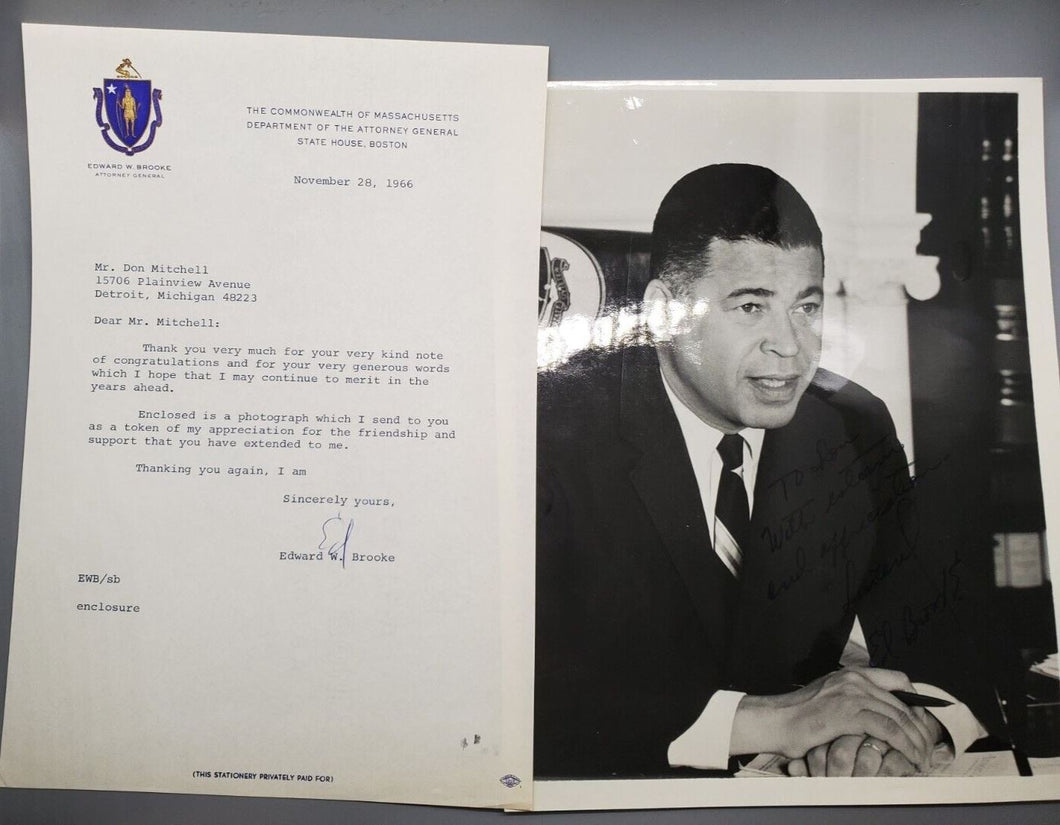 EDWARD W. BROOKE
ATTORNEY GENERAL
THE COMMONWEALTH OF MASSACHUSETTS
DEPARTMENT OF THE ATTORNEY GENERAL
STATE HOUSE, BOSTON
November 28, 1966
Mr. Don Mitchell
15706 Plainview Avenue
Detroit, Michigan 48223
Dear Mr. Mitchell:
Thank you very much for your very kind note
of congratulations and for your very generous words
which I hope that I may continue to merit in the
years ahead.
Enclosed is a photograph which I send to you
as a token of my appreciation for the friendship and
support that you have extended to me.
Thanking you again, I am
Sincerely yours,
Ed
Edward W. Brooke
EWB/sb
enclosure
(THIS STATIONERY PRIVATELY PAID FOR)
To Don
With esteem
and appreciation
Ed Brooke